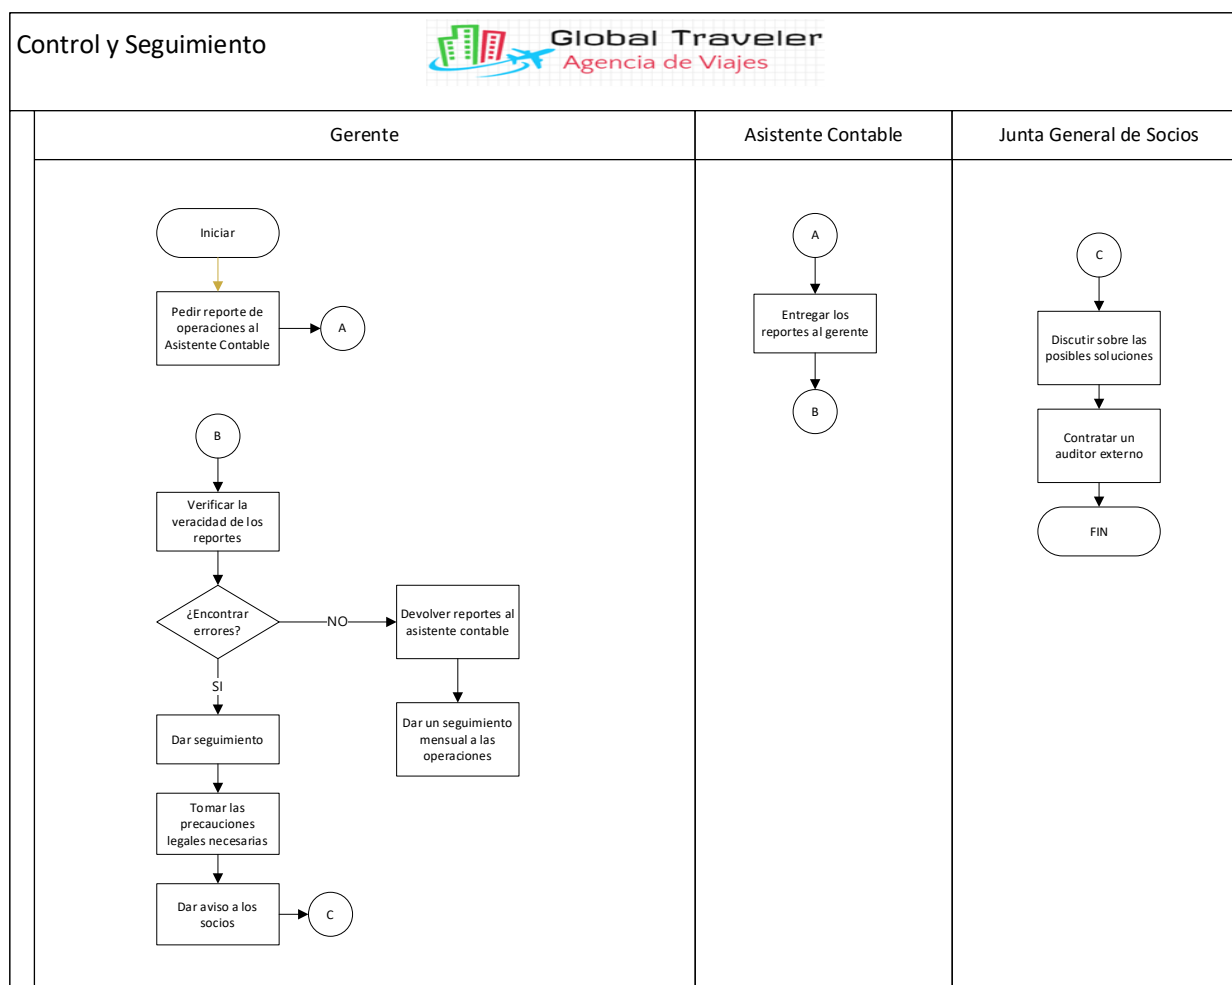 Control y Seguimiento
Global Traveler
Agencia de Viajes
Gerente
Asistente Contable
Junta General de Socios
Iniciar
Pedir reporte de
operaciones al
Asistente Contable
A
B
Verificar la
veracidad de los
reportes
¿Encontrar
errores?
NO
Devolver reportes al
asistente contable
Dar un seguimiento
mensual a las
operaciones
SI
Dar seguimiento
Tomar las
precauciones
legales necesarias
Dar aviso a los
socios
C
A
Entregar los
reportes al gerente
B
C
Discutir sobre las
posibles soluciones
Contratar un
auditor externo
FIN